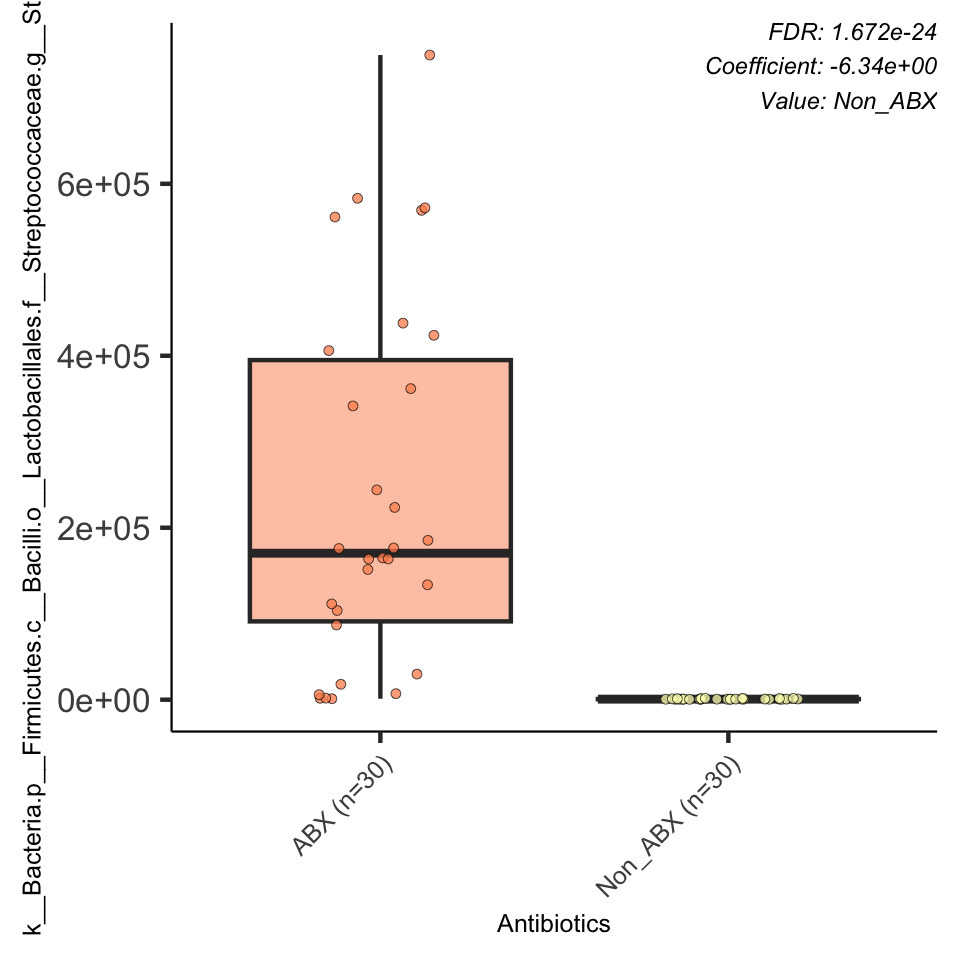 FDR: 1.672e-24
Coefficient: -6.34e+00
Value: Non_ABX
k__Bacteria.p__Firmicutes.c__Bacilli.o__Lactobacillales.f__Streptococcaceae.g__St
6e+05
4e+05
2e+05
0e+00
ABX (n=30)
Non_ABX (n=30)
Antibiotics